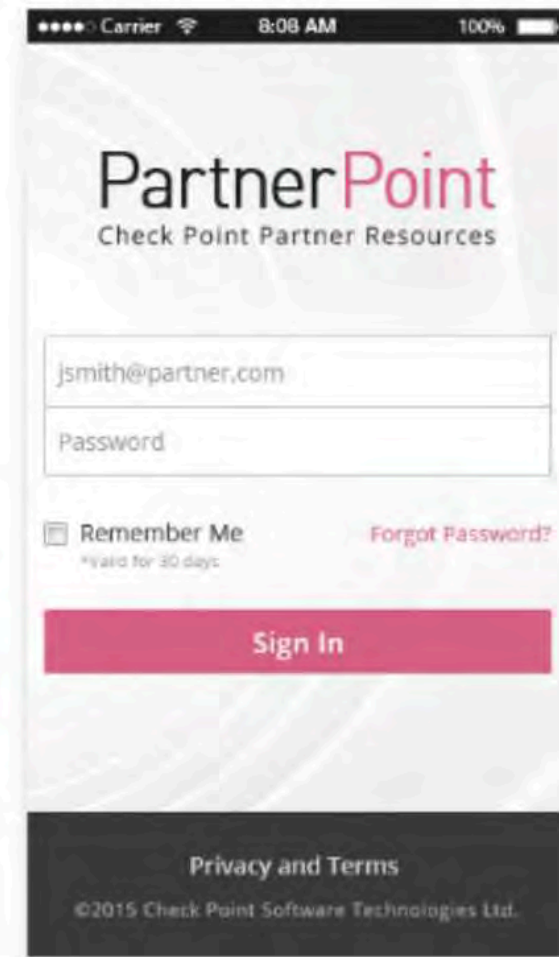 Carrier 8:08 AM 100%
PartnerPoint
Check Point Partner Resources
jsmith@partner.com
Password
Remember Me Forgot Password?
*Valid for 30 days
Sign In
Privacy and Terms
©2015 Check Point Software Technologies Ltd.